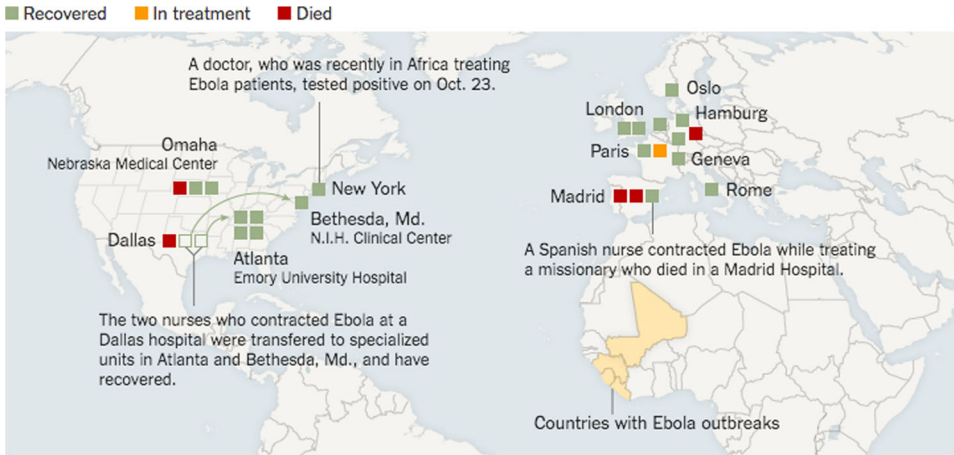 Recovered
In treatment
Died
A doctor, who was recently in Africa treating
Ebola patients, tested positive on Oct. 23.
Omaha
Nebraska Medical Center
New York
Bethesda, Md.
N.I.H. Clinical Center
Dallas
Atlanta
Emory University Hospital
The two nurses who contracted Ebola at a
Dallas hospital were transfered to specialized
units in Atlanta and Bethesda, Md., and have
recovered.
Oslo
London
Hamburg
Paris
Geneva
Madrid
Rome
A Spanish nurse contracted Ebola while treating
a missionary who died in a Madrid Hospital.
Countries with Ebola outbreaks